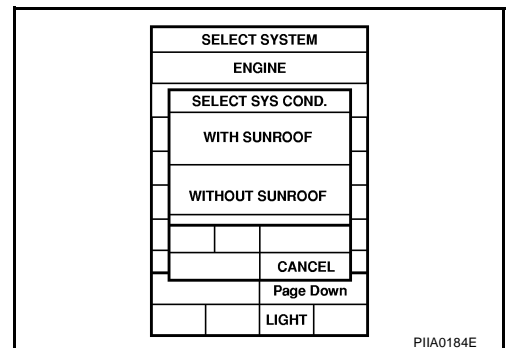 SELECT SYSTEM
ENGINE
SELECT SYS COND.
WITH SUNROOF
WITHOUT SUNROOF
CANCEL
Page Down
LIGHT
PIIA0184E